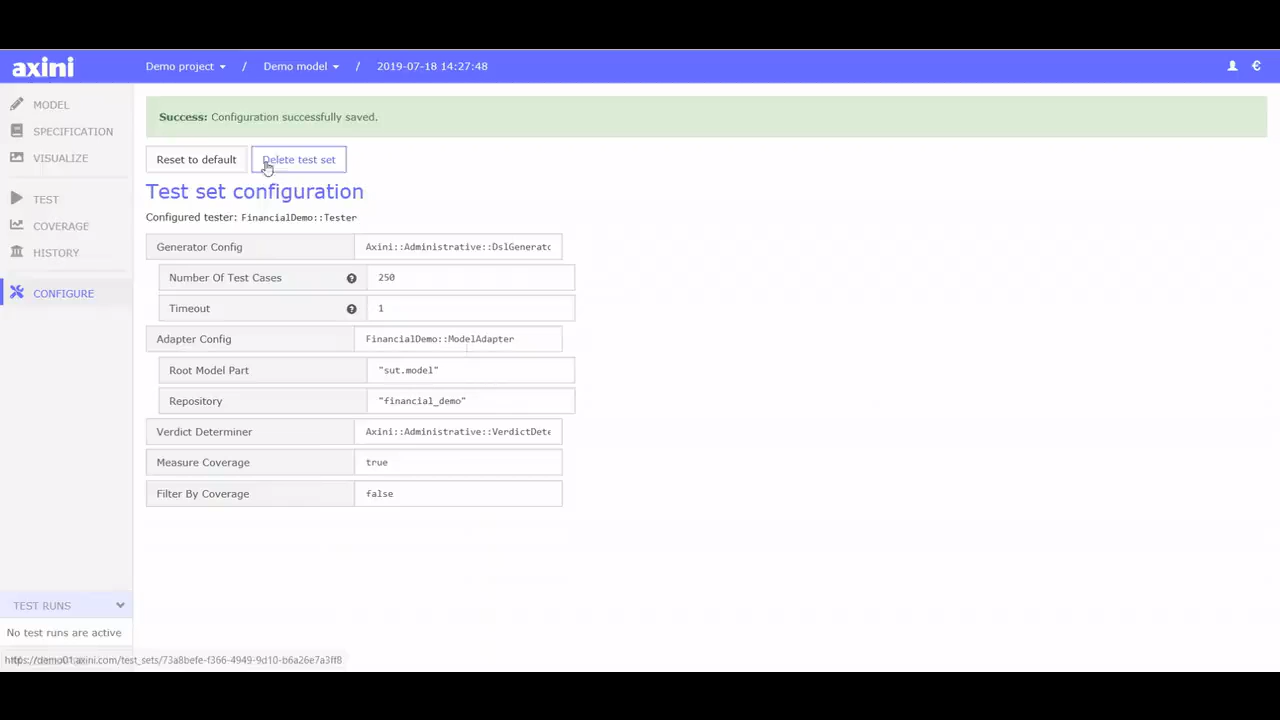 axini
Demo project / Demo model / 2019-07-18 14:27:48 €
MODEL
SPECIFICATION
VISUALIZE
TEST
COVERAGE
HISTORY
CONFIGURE
TEST RUNS
No test runs are active
Success: Configuration successfully saved.
Reset to default Delete test set
Test set configuration
Configured tester: FinancialDemo::Tester
Generator Config Axini::Administrative::DslGenerato
Number Of Test Cases ? 250
Timeout ? 1
Adapter Config FinancialDemo::ModelAdapter
Root Model Part "sut.model"
Repository "financial_demo"
Verdict Determiner Axini::Administrative::VerdictDete
Measure Coverage true
Filter By Coverage false
https://demo01.axini.com/test_sets/73a8befe-f366-4949-9d10-b6a26e7a3ff8